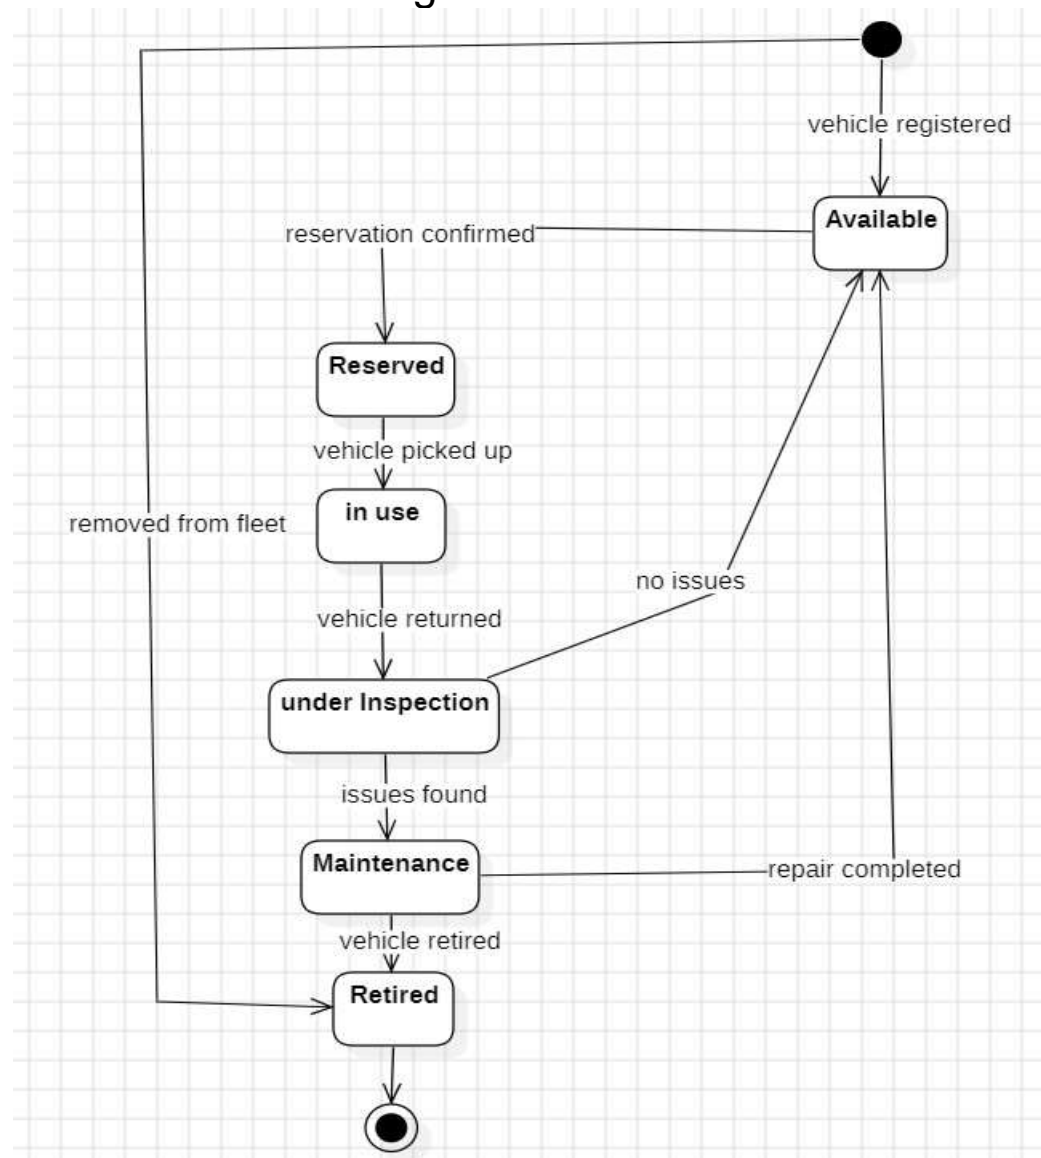 vehicle registered
Available
reservation confirmed
Reserved
vehicle picked up
in use
removed from fleet
no issues
vehicle returned
under Inspection
issues found
Maintenance
repair completed
vehicle retired
Retired